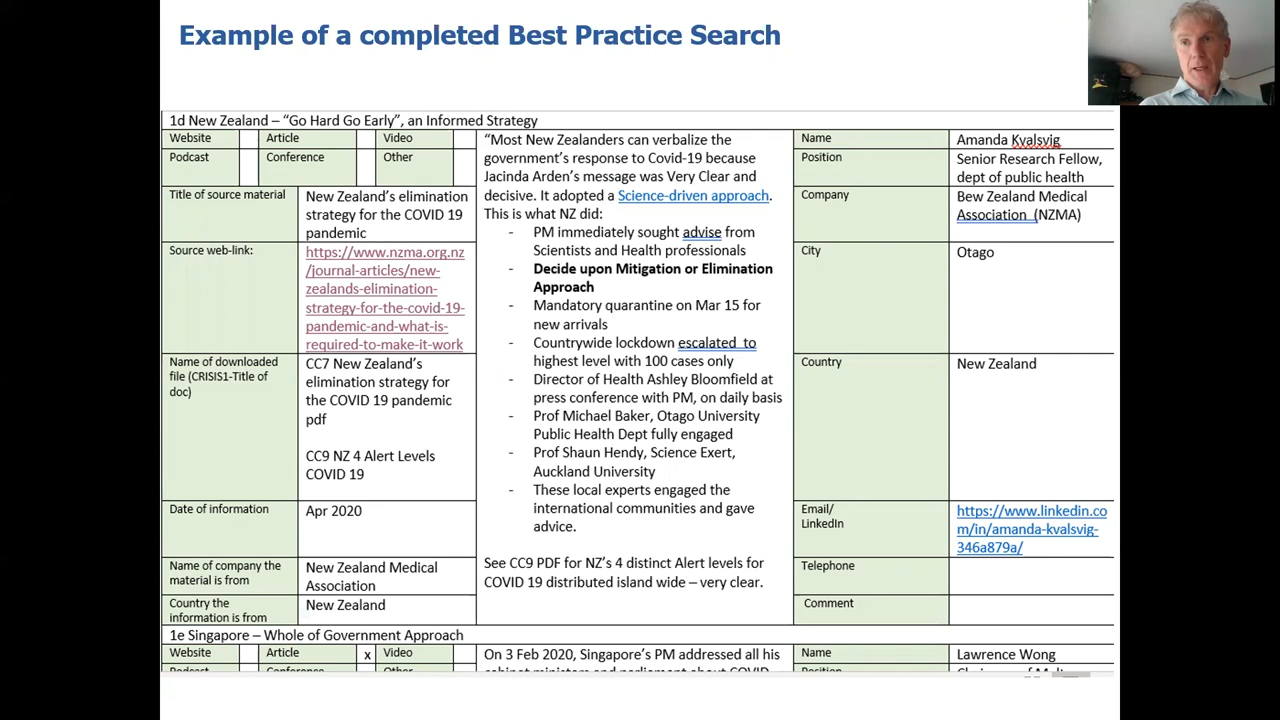 Example of a completed Best Practice Search
1d New Zealand – “Go Hard Go Early”, an Informed Strategy
Website
Article
Video
Podcast
Conference
Other
Title of source material
New Zealand’s elimination
strategy for the COVID 19
pandemic
Source web-link:
https://www.nzma.org.nz
/journal-articles/new-
zealands-elimination-
strategy-for-the-covid-19-
pandemic-and-what-is-
required-to-make-it-work
Name of downloaded
file (CRISIS1-Title of
doc)
CC7 New Zealand’s
elimination strategy for
the COVID 19 pandemic
pdf
CC9 NZ 4 Alert Levels
COVID 19
Date of information
Apr 2020
Name of company the
material is from
New Zealand Medical
Association
Country the
information is from
New Zealand
“Most New Zealanders can verbalize the
government’s response to Covid-19 because
Jacinda Arden’s message was Very Clear and
decisive. It adopted a Science-driven approach.
This is what NZ did:
- PM immediately sought advise from
Scientists and Health professionals
- Decide upon Mitigation or Elimination
Approach
- Mandatory quarantine on Mar 15 for
new arrivals
- Countrywide lockdown escalated to
highest level with 100 cases only
- Director of Health Ashley Bloomfield at
press conference with PM, on daily basis
- Prof Michael Baker, Otago University
Public Health Dept fully engaged
- Prof Shaun Hendy, Science Exert,
Auckland University
- These local experts engaged the
international communities and gave
advice.
See CC9 PDF for NZ’s 4 distinct Alert levels for
COVID 19 distributed island wide – very clear.
Name
Amanda Kvalsvig
Position
Senior Research Fellow,
dept of public health
Company
Bew Zealand Medical
Association (NZMA)
City
Otago
Country
New Zealand
Email/
LinkedIn
https://www.linkedin.co
m/in/amanda-kvalsvig-
346a879a/
Telephone
Comment
1e Singapore – Whole of Government Approach
Website
Article
x
Video
Podcast
Conference
Other
On 3 Feb 2020, Singapore’s PM addressed all his
cabinet ministers and parliament about COVID
Name
Lawrence Wong
Position